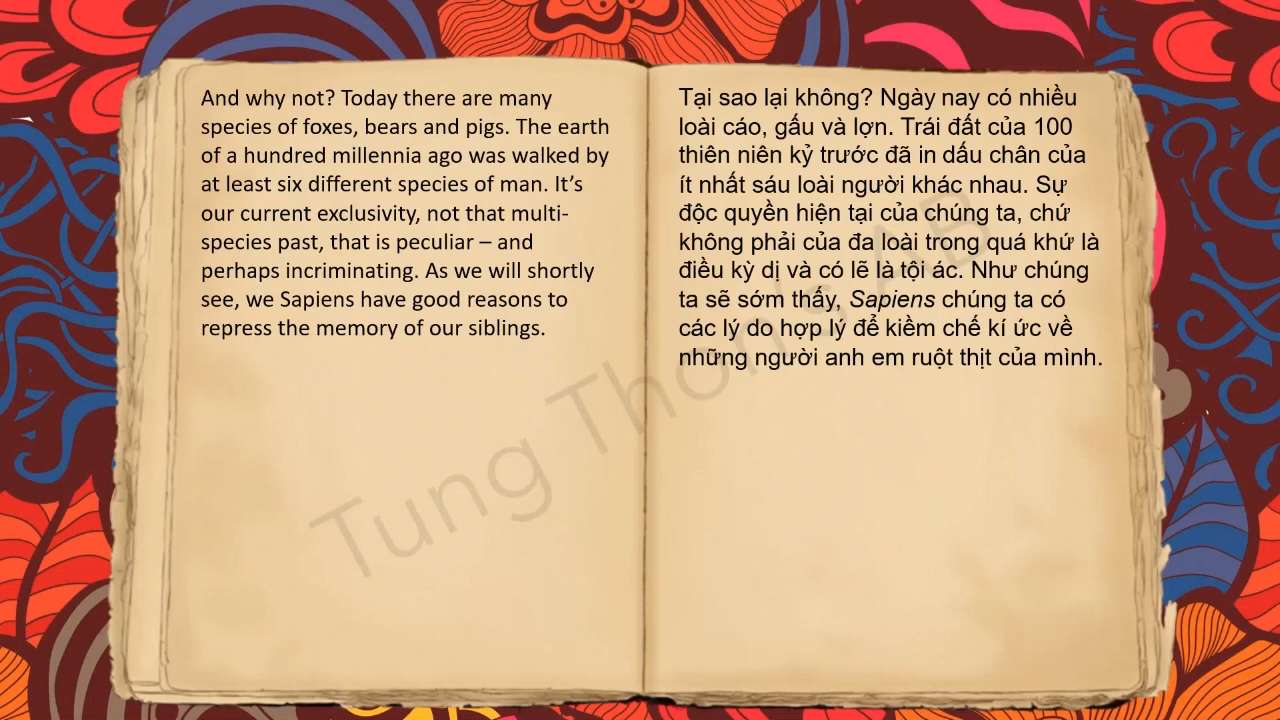 And why not? Today there are many
species of foxes, bears and pigs. The earth
of a hundred millennia ago was walked by
at least six different species of man. It’s
our current exclusivity, not that multi-
species past, that is peculiar – and
perhaps incriminating. As we will shortly
see, we Sapiens have good reasons to
repress the memory of our siblings.
Tại sao lại không? Ngày nay có nhiều
loài cáo, gấu và lợn. Trái đất của 100
thiên niên kỷ trước đã in dấu chân của
ít nhất sáu loài người khác nhau. Sự
độc quyền hiện tại của chúng ta, chứ
không phải của đa loài trong quá khứ là
điều kỳ dị và có lẽ là tội ác. Như chúng
ta sẽ sớm thấy, Sapiens chúng ta có
các lý do hợp lý để kiềm chế kí ức về
những người anh em ruột thịt của mình.
Tung Thon's AB